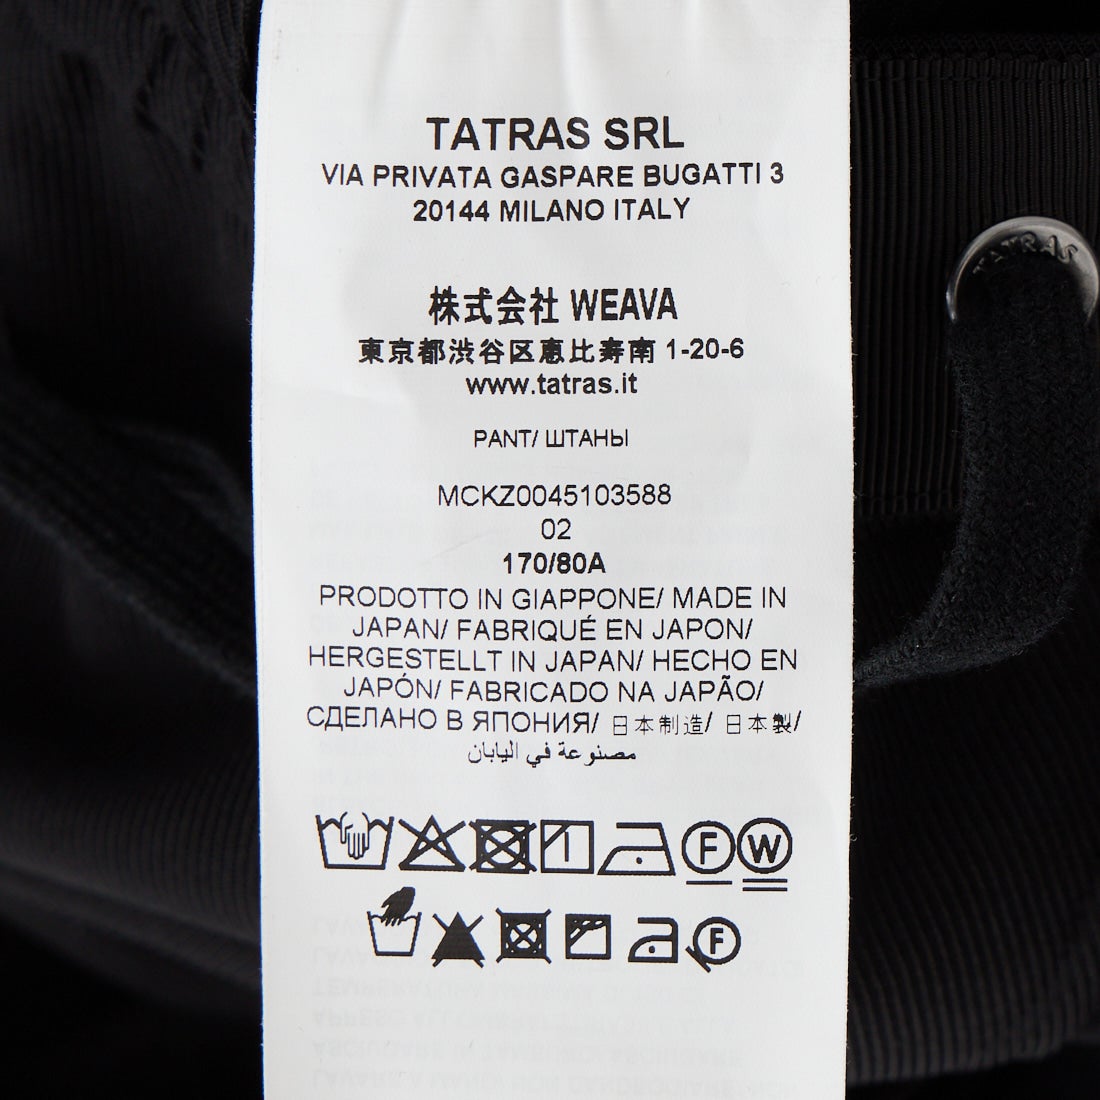 TATRAS SRL
VIA PRIVATA GASPARE BUGATTI 3
20144 MILANO ITALY
株式会社 WEAVA
東京都渋谷区恵比寿南 1-20-6
www.tatras.it
PANT/ ШТАНЫ
MCKZ0045103588
02
170/80A
PRODOTTO IN GIAPPONE/ MADE IN
JAPAN/ FABRIQUÉ EN JAPON/
HERGESTELLT IN JAPAN/ HECHO EN
JAPÓN/ FABRICADO NA JAPÃO/
СДЕЛАНО В ЯПОНИЯ/ 日本制造/ 日本製/
مصنوعة في اليابان
F W
F
TATRAS